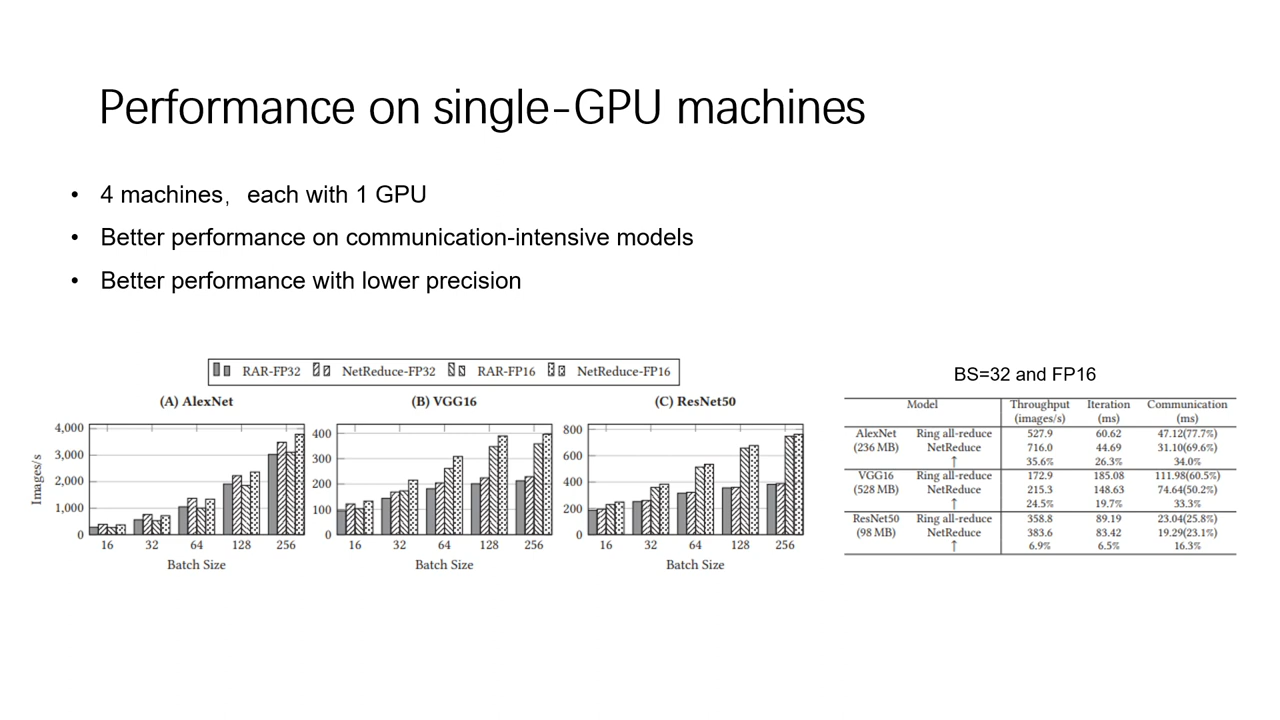 Performance on single-GPU machines
• 4 machines, each with 1 GPU
• Better performance on communication-intensive models
• Better performance with lower precision
RAR-FP32 NetReduce-FP32 RAR-FP16 NetReduce-FP16
(A) AlexNet (B) VGG16 (C) ResNet50
Images/s
4,000
3,000
2,000
1,000
0
16 32 64 128 256
Batch Size
400
300
200
100
0
16 32 64 128 256
Batch Size
800
600
400
200
0
16 32 64 128 256
Batch Size
BS=32 and FP16
Model Throughput Iteration Communication
(images/s) (ms) (ms)
AlexNet Ring all-reduce 527.9 60.62 47.12(77.7%)
(236 MB) NetReduce 716.0 44.69 31.10(69.6%)
↑ 35.6% 26.3% 34.0%
VGG16 Ring all-reduce 172.9 185.08 111.98(60.5%)
(528 MB) NetReduce 215.3 148.63 74.64(50.2%)
↑ 24.5% 19.7% 33.3%
ResNet50 Ring all-reduce 358.8 89.19 23.04(25.8%)
(98 MB) NetReduce 383.6 83.42 19.29(23.1%)
↑ 6.9% 6.5% 16.3%